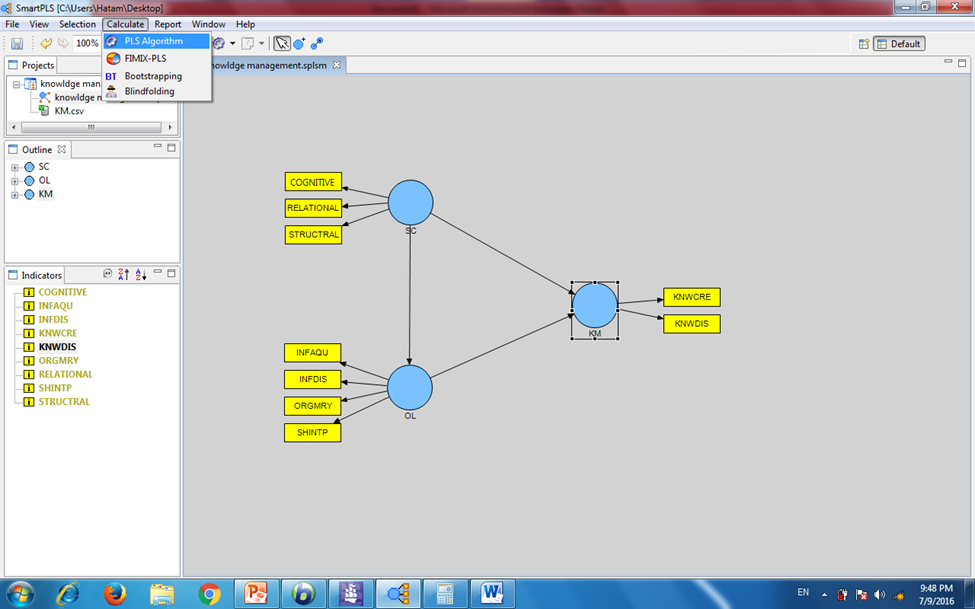 SmartPLS [C:\Users\Hatam\Desktop]
File View Selection Calculate Report Window Help
100%
Default
PLS Algorithm
FIMIX-PLS
BT Bootstrapping
Blindfolding
Projects
knowldge man
knowldge m
KM.csv
nowldge management.splsm
Outline
SC
OL
KM
Indicators
COGNITIVE
INFAQU
INFDIS
KNWCRE
KNWDIS
ORGMRY
RELATIONAL
SHINTP
STRUCTRAL
COGNITIVE
RELATIONAL
STRUCTRAL
SC
KNWCRE
KNWDIS
KM
INFAQU
INFDIS
ORGMRY
SHINTP
OL
EN
9:48 PM
7/9/2016